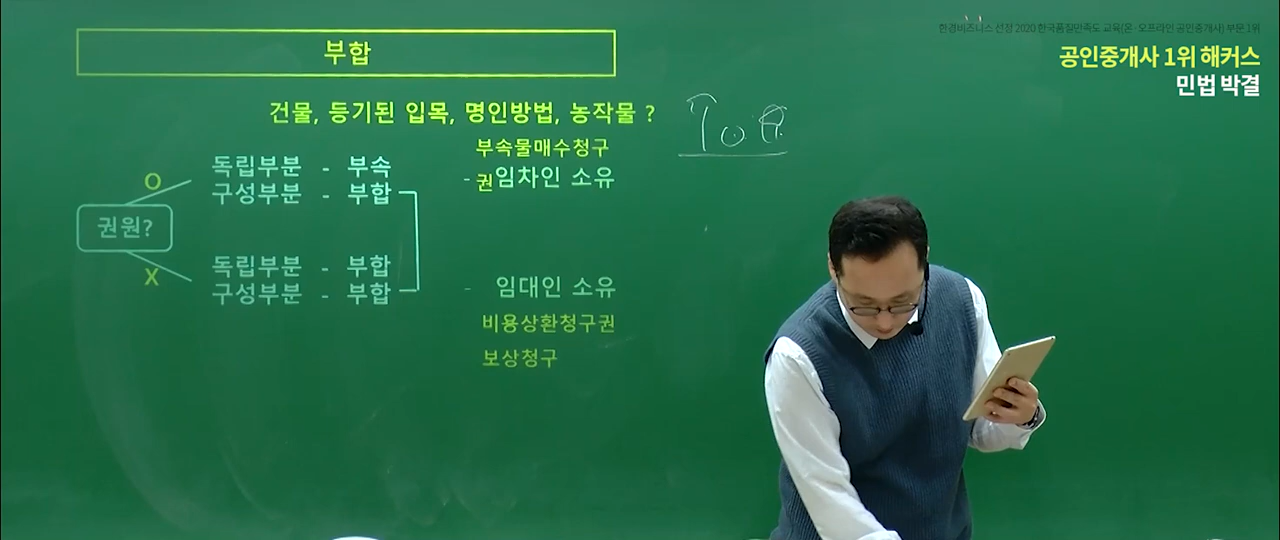 한경비즈니스 선정 2020 한국품질만족도 교육(온·오프라인 공인중개사) 부문 1위
공인중개사 1위 해커스
민법 박결
부합
건물, 등기된 입목, 명인방법, 농작물 ?
부속물매수청구
권
O
독립부분 - 부속 - 임차인 소유
구성부분 - 부합
권원?
X
독립부분 - 부합
구성부분 - 부합 - 임대인 소유
비용상환청구권
보상청구